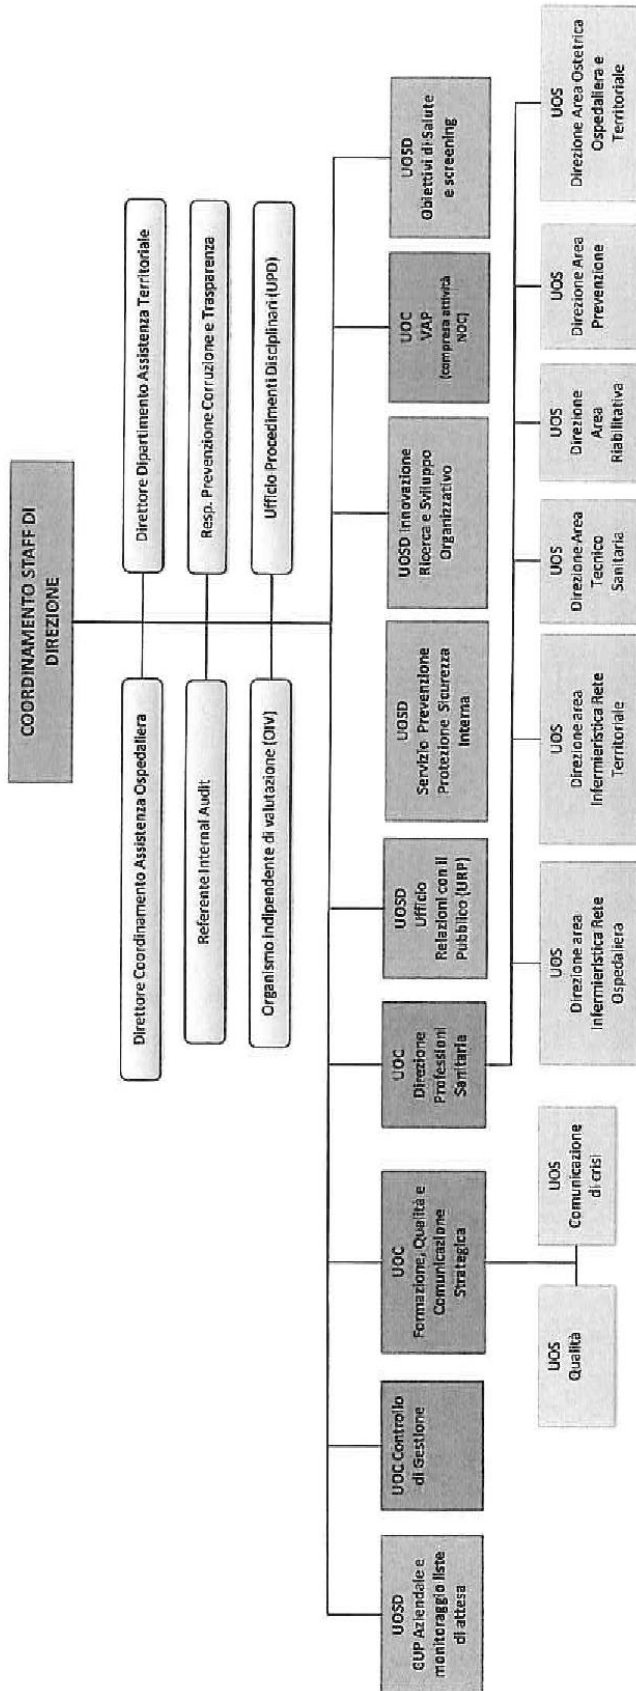 COORDINAMENTO STAFF DI
DIREZIONE
Direttore Coordinamento Assistenza Ospedaliera
Direttore Dipartimento Assistenza Territoriale
Referente Internal Audit
Resp. Prevenzione Corruzione e Trasparenza
Organismo Indipendente di valutazione (OIV)
Ufficio Procedimenti Disciplinari (UPD)
UOSD
CUP Aziendale e
monitoraggio liste
di attesa
UOC Controllo
di Gestione
UOC
Formazione, Qualità e
Comunicazione
Strategica
UOC
Direzione
Professioni
Sanitaria
UOSD
Ufficio
Relazioni con il
Pubblico (URP)
UOSD
Servizio Prevenzione
Protezione Sicurezza
Interna
UOSD Innovazione
Ricerca e Sviluppo
Organizzativo
UOC
VAP
(compresa attività
NOC)
UOSD
Obiettivi di Salute
e screening
UOS
Qualità
UOS
Comunicazione
di crisi
UOS
Direzione area
Infermieristica Rete
Ospedaliera
UOS
Direzione area
Infermieristica Rete
Territoriale
UOS
Direzione Area
Tecnico
Sanitaria
UOS
Direzione
Area
Riabilitativa
UOS
Direzione Area
Prevenzione
UOS
Direzione Area Ostetrica
Ospedaliera e
Territoriale